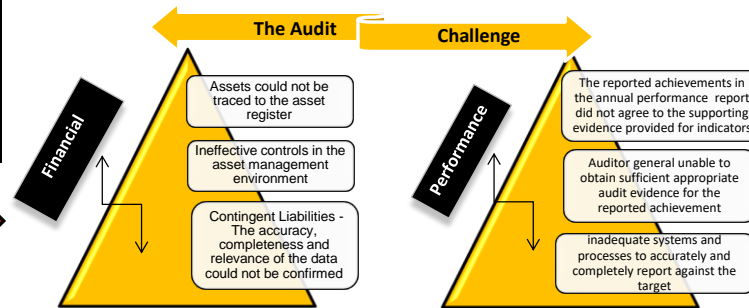 The Audit
Challenge
Financial
Assets could not be
traced to the asset
register
Ineffective controls in the
asset management
environment
Contingent Liabilities -
The accuracy,
completeness and
relevance of the data
could not be confirmed
Performance
The reported achievements in
the annual performance report
did not agree to the supporting
evidence provided for indicators
Auditor general unable to
obtain sufficient appropriate
audit evidence for the
reported achievement
inadequate systems and
processes to accurately and
completely report against the
target